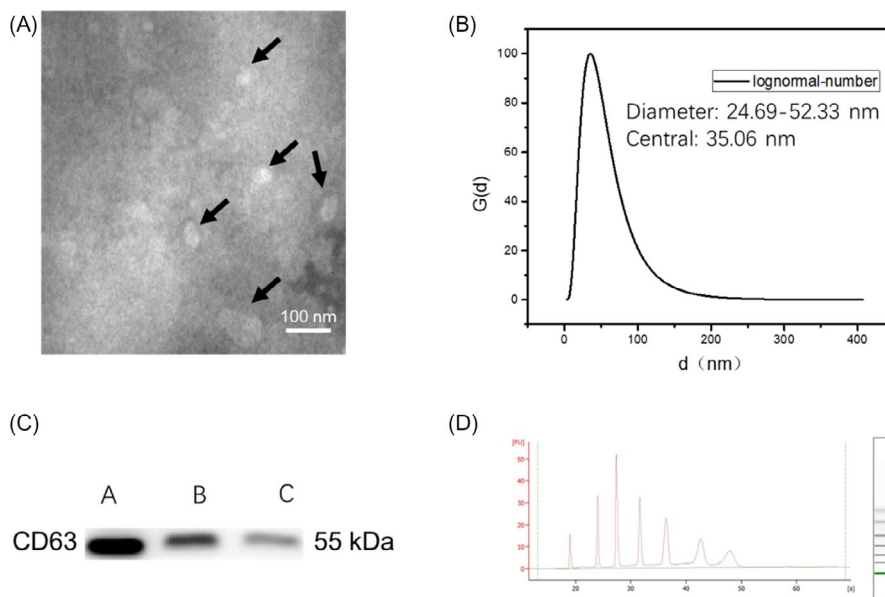 (A)
100 nm
(B)
G(d)
100
80
60
40
20
0
lognormal-number
Diameter: 24.69-52.33 nm
Central: 35.06 nm
0 100 200 300 400
d（nm）
(C)
A B C
CD63 55 kDa
(D)
[FU]
50
40
30
20
10
0
20 30 40 50 60 [s]